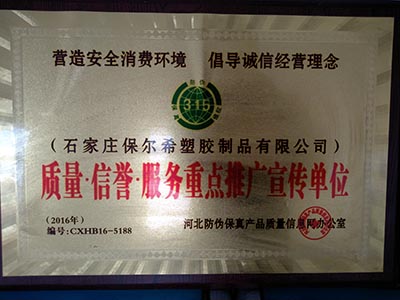 营造安全消费环境 倡导诚信经营理念
3·15
(石家庄保尔希塑胶制品有限公司)
质量·信誉·服务重点推广宣传单位
(2016年)
编号:CXHB16-5188
河北防伪保真产品质量信息网办公室